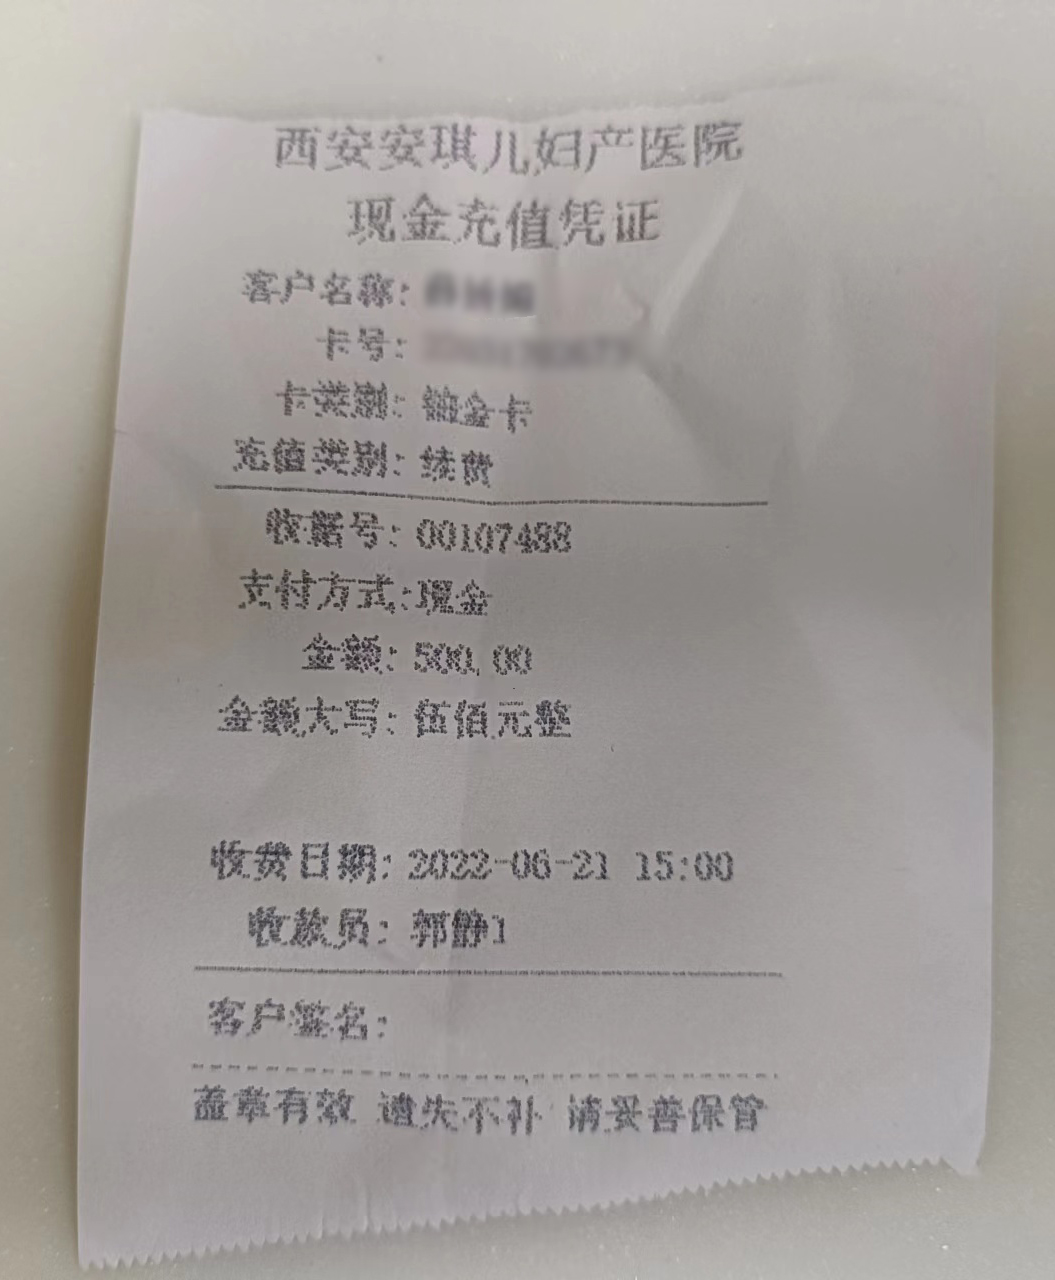 西安安琪儿妇产医院
现金充值凭证
客户名称:
卡号:
卡类别: 铂金卡
充值类别: 续费
收据号: 00107488
支付方式:现金
金额: 500.00
金额大写: 伍佰元整
收费日期: 2022-06-21 15:00
收款员: 郭静1
客户签名:
盖章有效 遗失不补 请妥善保管